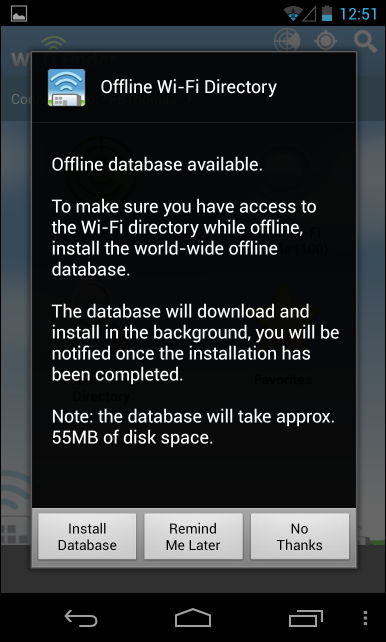 12:51
Offline Wi-Fi Directory
Offline database available.
To make sure you have access to
the Wi-Fi directory while offline,
install the world-wide offline
database.
The database will download and
install in the background, you will be
notified once the installation has
been completed.
Favorites
Directory
Note: the database will take approx.
55MB of disk space.
Install
Database
Remind
Me Later
No
Thanks